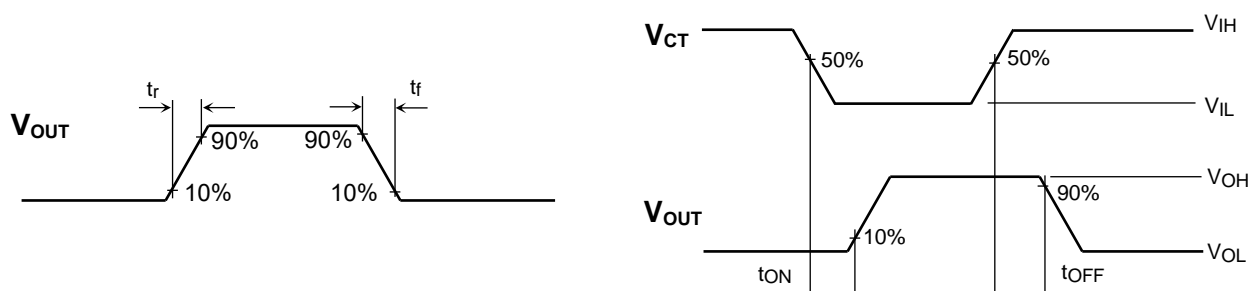 tr
tf
VOUT
90%
90%
10%
10%
VCT
VIH
50%
50%
VIL
VOH
90%
VOUT
10%
VOL
tON
tOFF